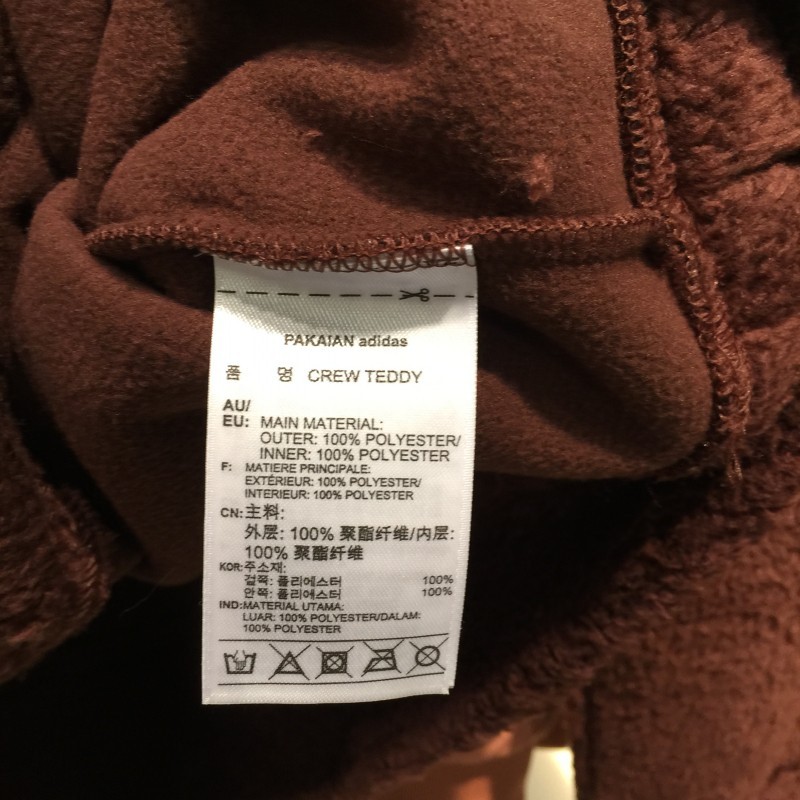 PAKAIAN adidas
품 명 CREW TEDDY
AU/
EU: MAIN MATERIAL:
OUTER: 100% POLYESTER/
INNER: 100% POLYESTER
F: MATIERE PRINCIPALE:
EXTÉRIEUR: 100% POLYESTER/
INTERIEUR: 100% POLYESTER
CN:主料:
外层: 100% 聚酯纤维/内层:
100% 聚酯纤维
KOR:주소재:
겉쪽: 폴리에스터 100%
안쪽: 폴리애스터 100%
IND:MATERIAL UTAMA:
LUAR: 100% POLYESTER/DALAM:
100% POLYESTER